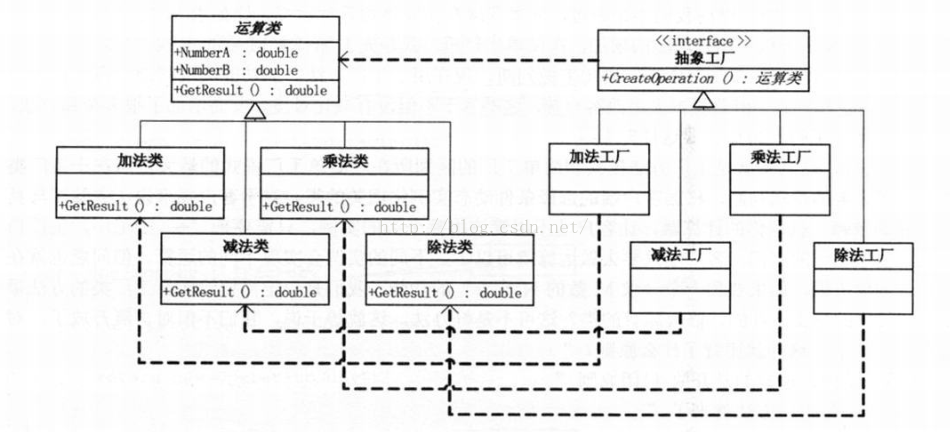 运算类
+NumberA : double
+NumberB : double
+GetResult () : double
<<interface>>
抽象工厂
+CreateOperation () : 运算类
加法类
+GetResult () : double
乘法类
+GetResult () : double
加法工厂
乘法工厂
http://blog.csdn.net/
减法类
+GetResult () : double
除法类
+GetResult () : double
减法工厂
除法工厂